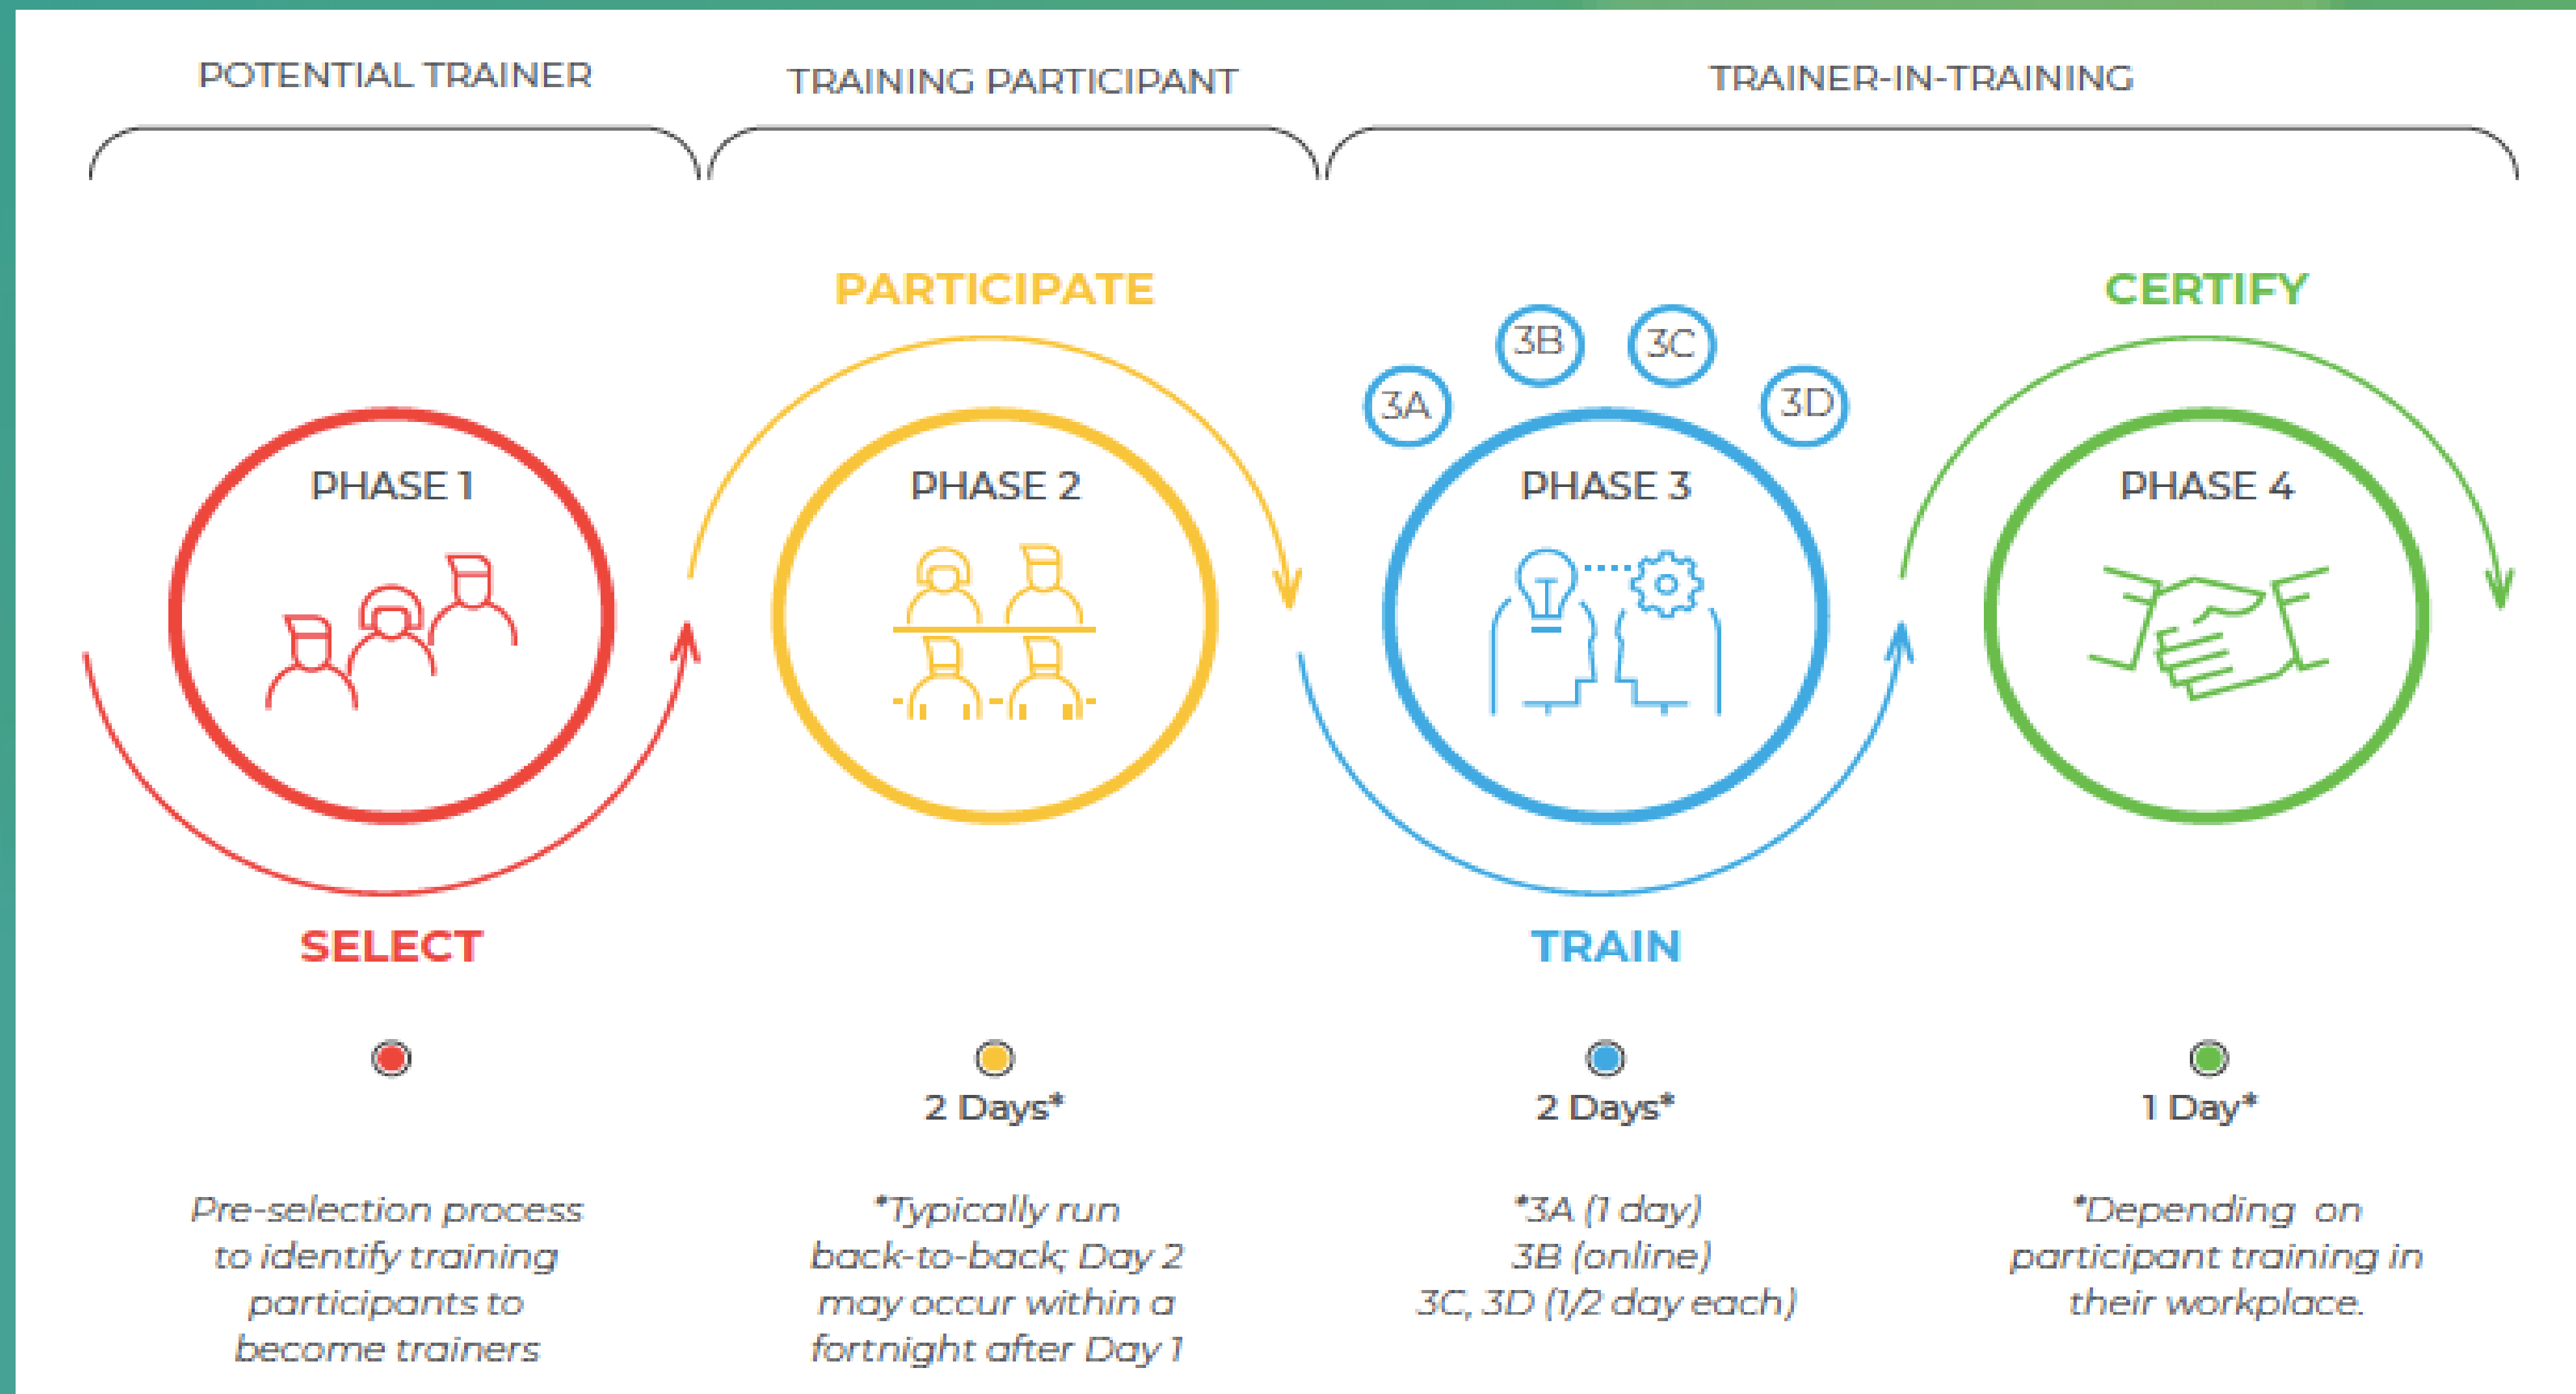 POTENTIAL TRAINER
TRAINING PARTICIPANT
TRAINER-IN-TRAINING
PARTICIPATE
CERTIFY
3A
3B
3C
3D
PHASE 1
PHASE 2
PHASE 3
PHASE 4
SELECT
TRAIN
2 Days*
2 Days*
1 Day*
Pre-selection process
to identify training
participants to
become trainers
*Typically run
back-to-back; Day 2
may occur within a
fortnight after Day 1
*3A (1 day)
3B (online)
3C, 3D (1/2 day each)
*Depending on
participant training in
their workplace.